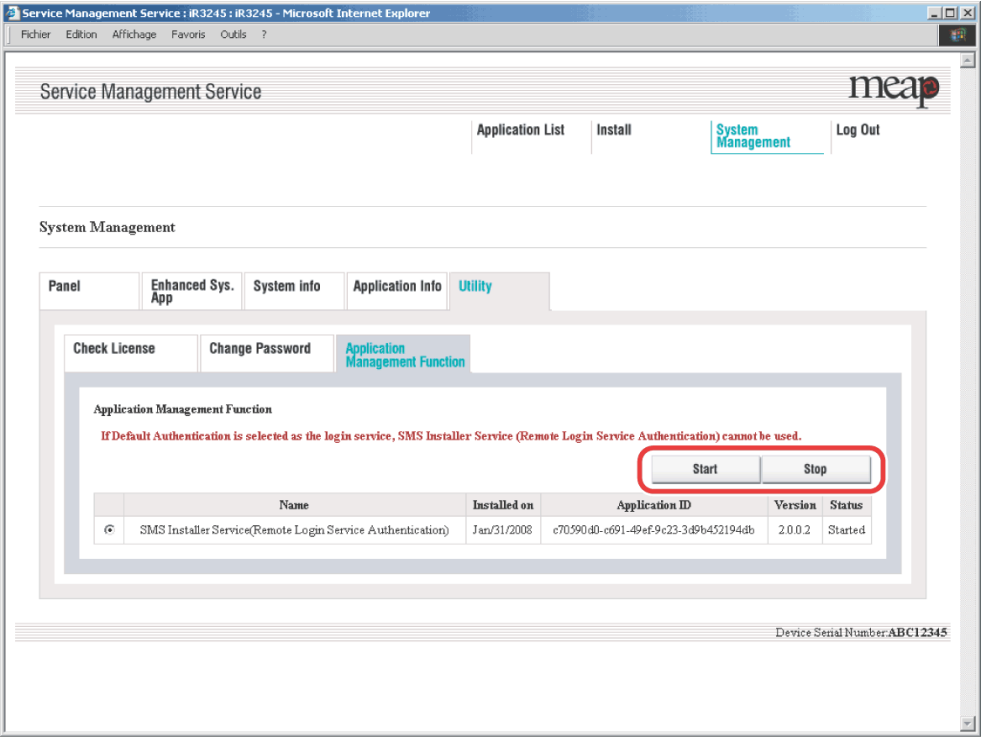 Service Management Service : iR3245 : iR3245 - Microsoft Internet Explorer
Fichier Edition Affichage Favoris Outils ?
Service Management Service
meap
Application List Install System Management Log Out
System Management
Panel Enhanced Sys. App System info Application Info Utility
Check License Change Password Application Management Function
Application Management Function
If Default Authentication is selected as the login service, SMS Installer Service (Remote Login Service Authentication) cannot be used.
Start Stop
Name Installed on Application ID Version Status
SMS Installer Service(Remote Login Service Authentication) Jan/31/2008 c70590d0-c691-49ef-9c23-3d9b452194db 2.0.0.2 Started
Device Serial Number:ABC12345